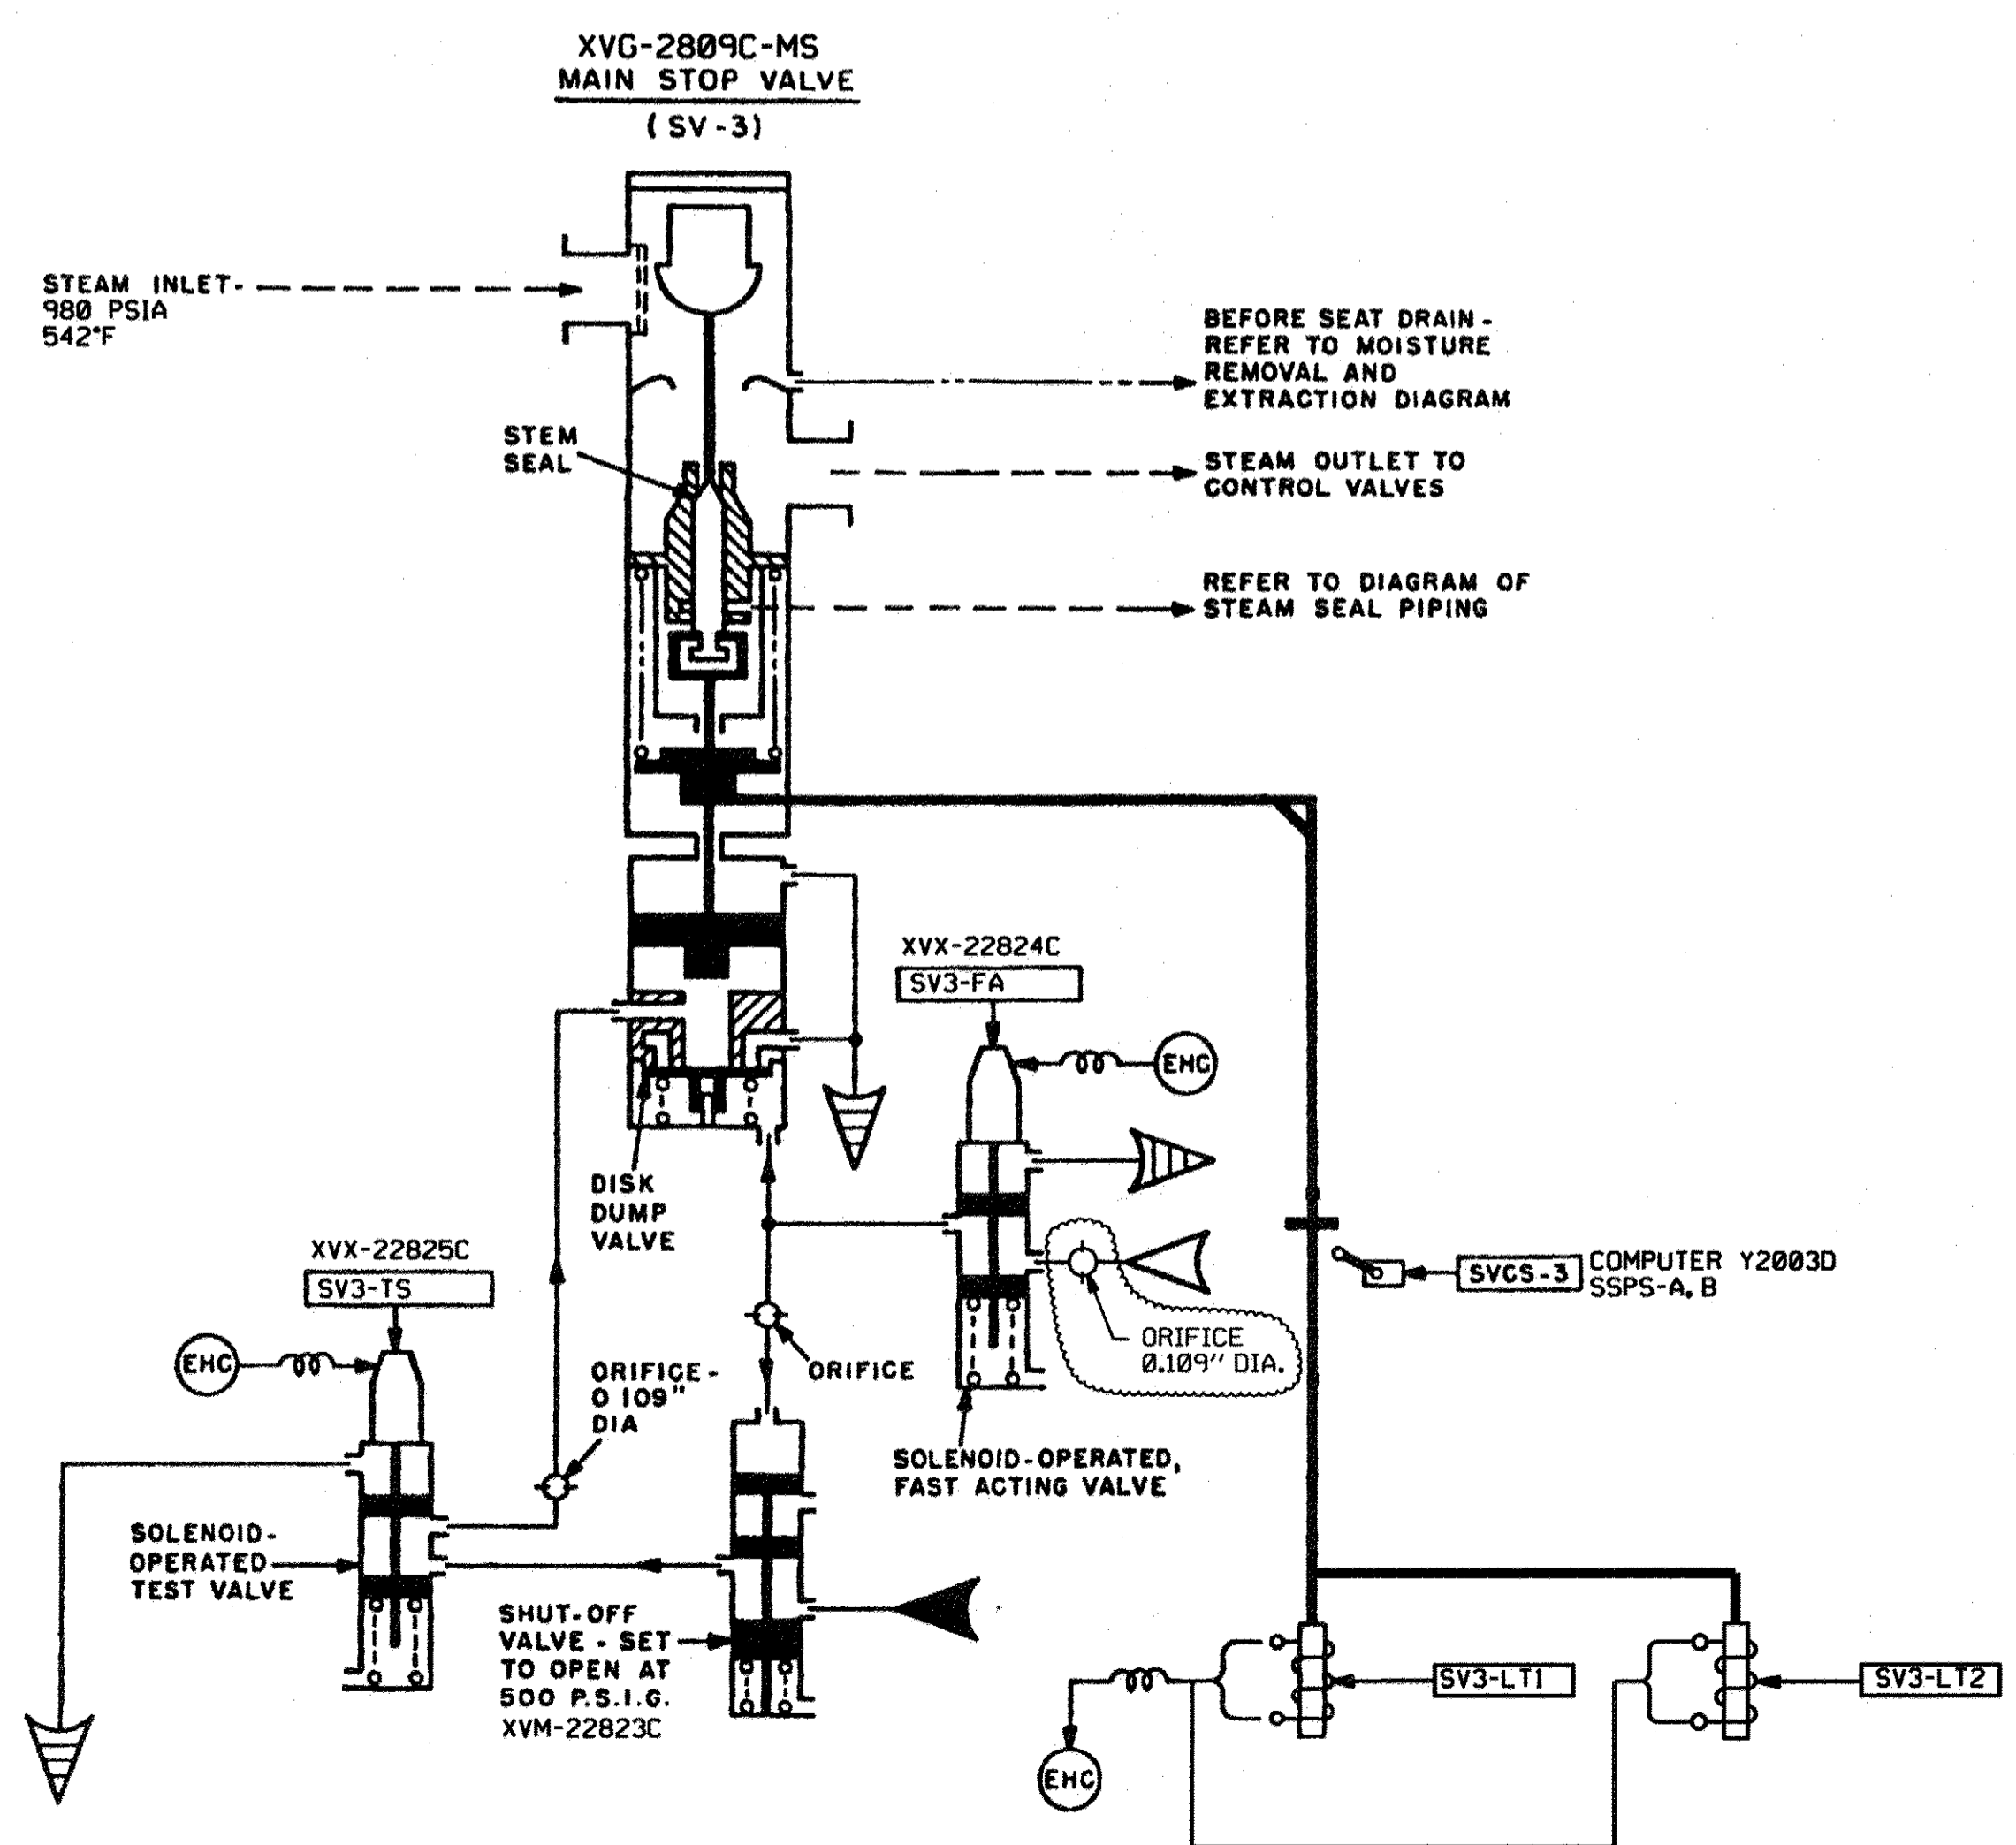 XVG-2809C-MS
MAIN STOP VALVE
(SV-3)
STEAM INLET-
980 PSIA
542°F
BEFORE SEAT DRAIN-
REFER TO MOISTURE
REMOVAL AND
EXTRACTION DIAGRAM
STEM
SEAL
STEAM OUTLET TO
CONTROL VALVES
REFER TO DIAGRAM OF
STEAM SEAL PIPING
XVX-22824C
SV3-FA
EHC
DISK
DUMP
VALVE
XVX-22825C
SV3-TS
EHC
ORIFICE-
0 109"
DIA
ORIFICE
ORIFICE
0.109" DIA.
SVCS-3
COMPUTER Y2003D
SSPS-A, B
SOLENOID-OPERATED,
FAST ACTING VALVE
SOLENOID-
OPERATED
TEST VALVE
SHUT-OFF
VALVE - SET
TO OPEN AT
500 P.S.I.G.
XVM-22823C
SV3-LT1
SV3-LT2
EHC